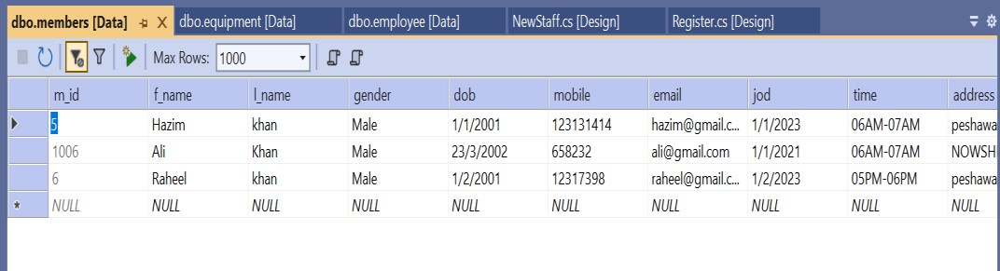 dbo.members [Data] dbo.equipment [Data] dbo.employee [Data] NewStaff.cs [Design] Register.cs [Design]
Max Rows: 1000
m_id f_name l_name gender dob mobile email jod time address
5 Hazim khan Male 1/1/2001 123131414 hazim@gmail.c... 1/1/2023 06AM-07AM peshawa
1006 Ali Khan Male 23/3/2002 658232 ali@gmail.com 1/1/2021 06AM-07AM NOWSH
6 Raheel khan Male 1/2/2001 12317398 raheel@gmail.c... 1/2/2023 05PM-06PM peshawa
NULL NULL NULL NULL NULL NULL NULL NULL NULL NULL